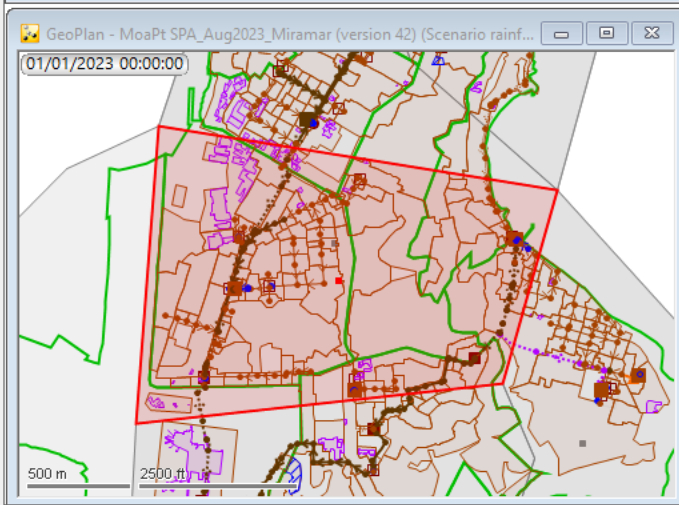 GeoPlan - MoaPt SPA_Aug2023_Miramar (version 42) (Scenario rainf...
01/01/2023 00:00:00
500 m 2500 ft